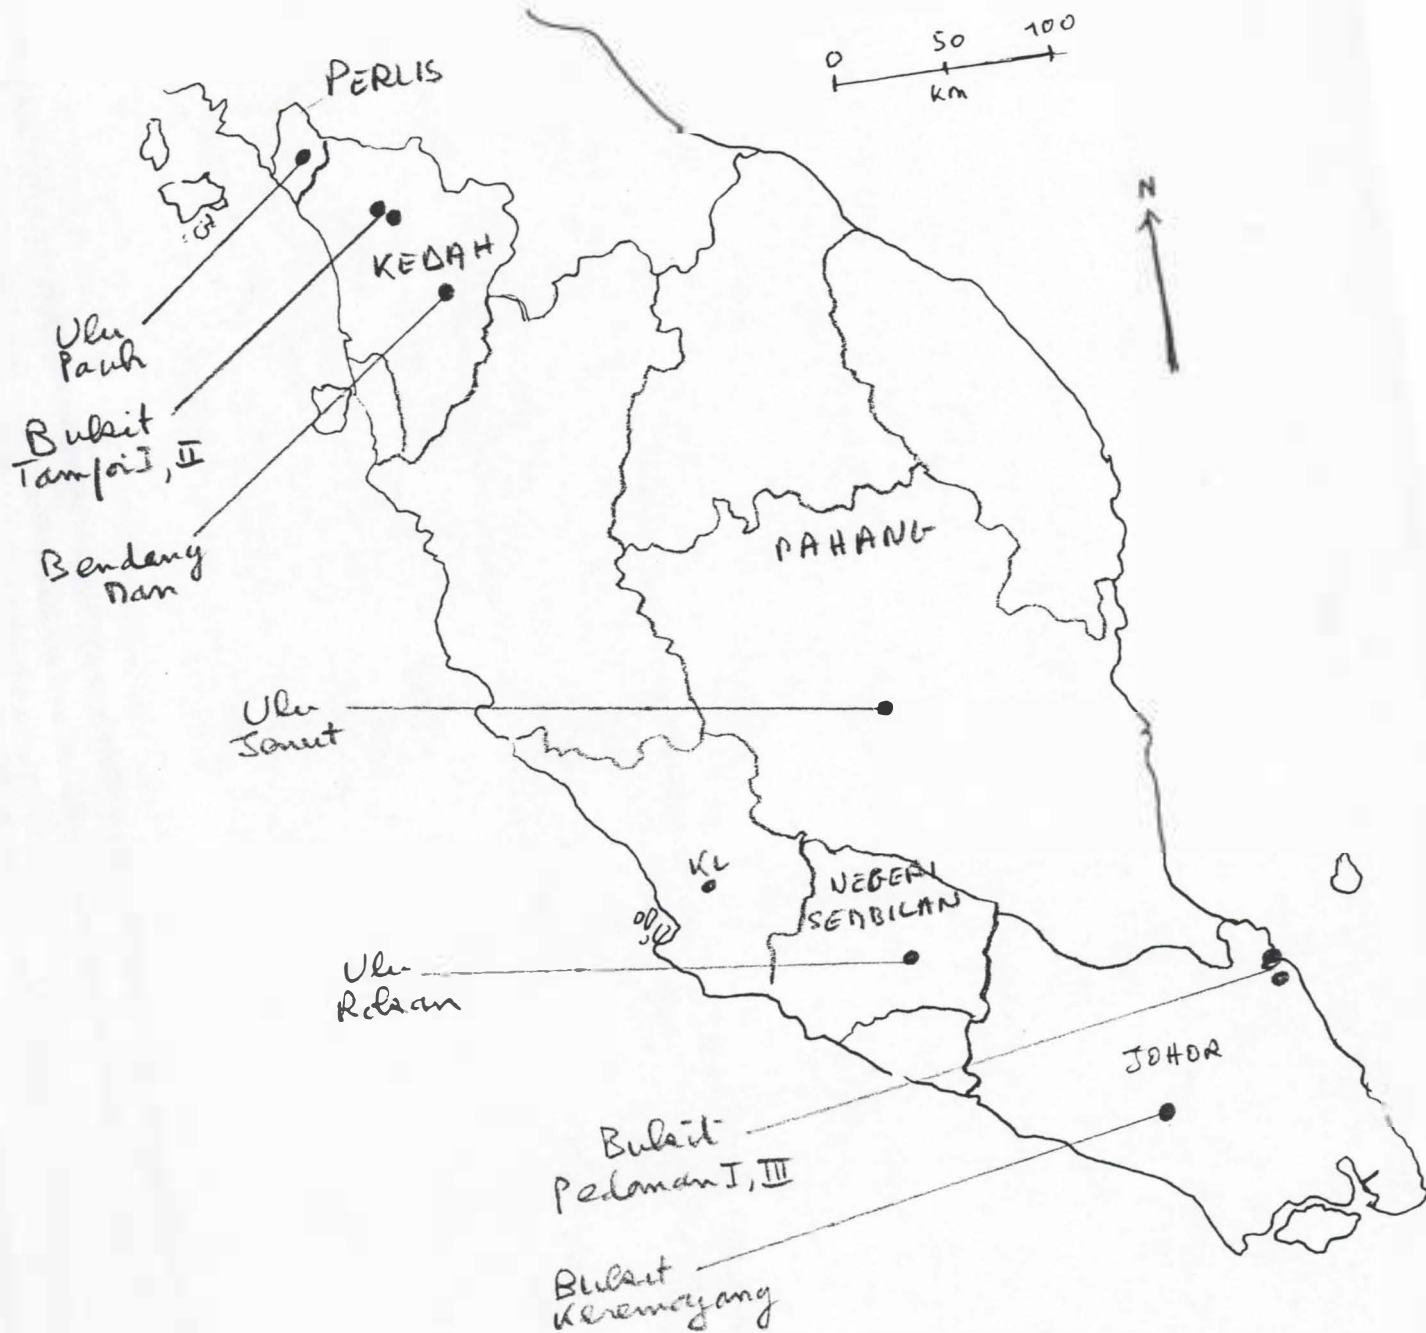 0 50 100
Km
PERLIS
N
KEDAH
Ulu
Pauh
Bukit
Tampoi I, II
Bendang
Man
PAHANG
Ulu
Jemut
KL
NEGERI
SEMBILAN
Ulu
Rokan
JOHOR
Bukit
Pedoman I, III
Bukit
Keremoyang